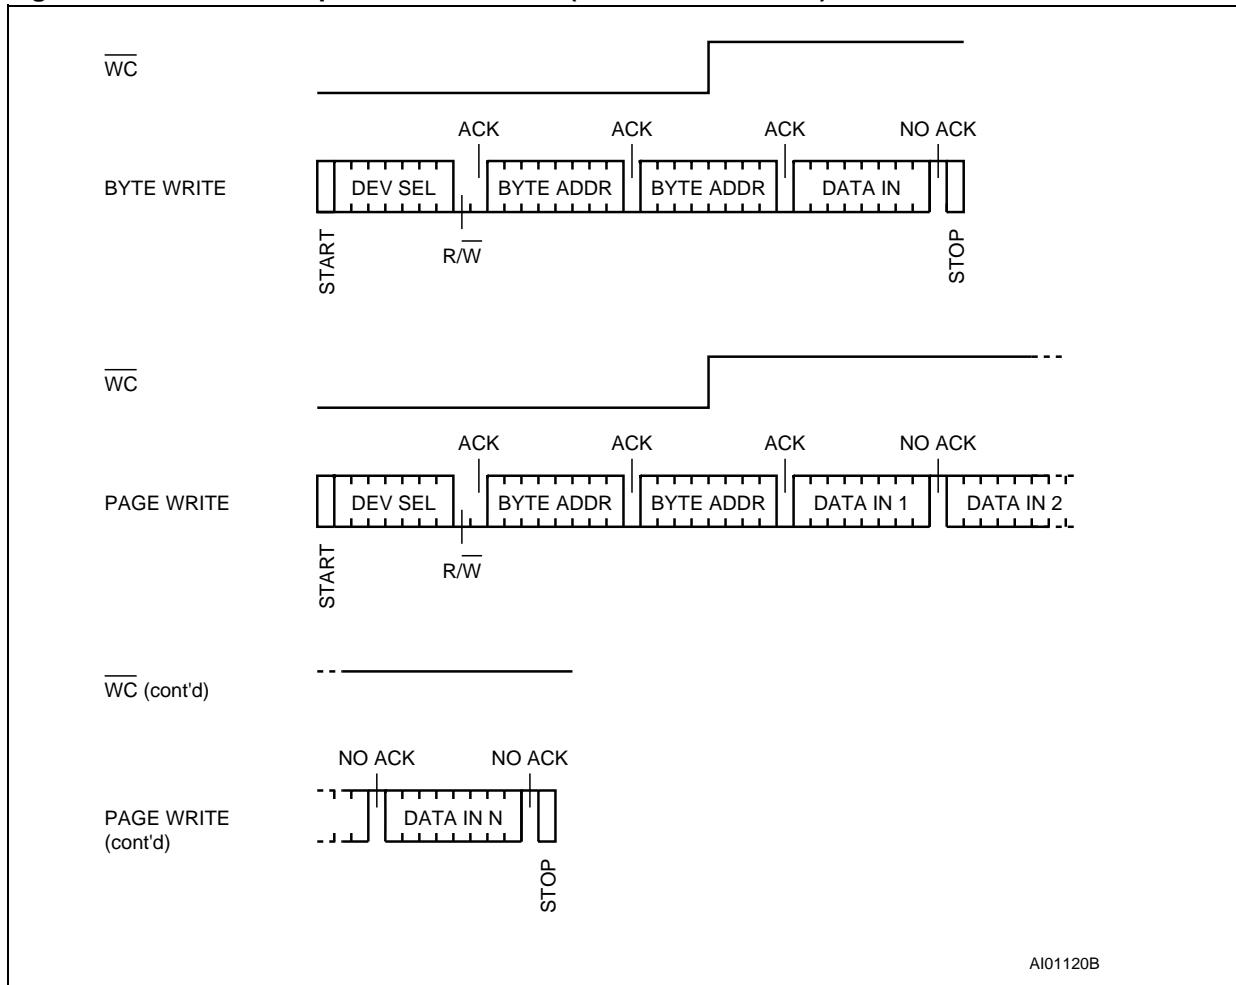 WC
ACK ACK ACK NO ACK
BYTE WRITE DEV SEL BYTE ADDR BYTE ADDR DATA IN
R/W
START STOP
WC
ACK ACK ACK NO ACK
PAGE WRITE DEV SEL BYTE ADDR BYTE ADDR DATA IN 1 DATA IN 2
R/W
START
WC (cont'd)
NO ACK NO ACK
PAGE WRITE DATA IN N
(cont'd)
STOP
AI01120B